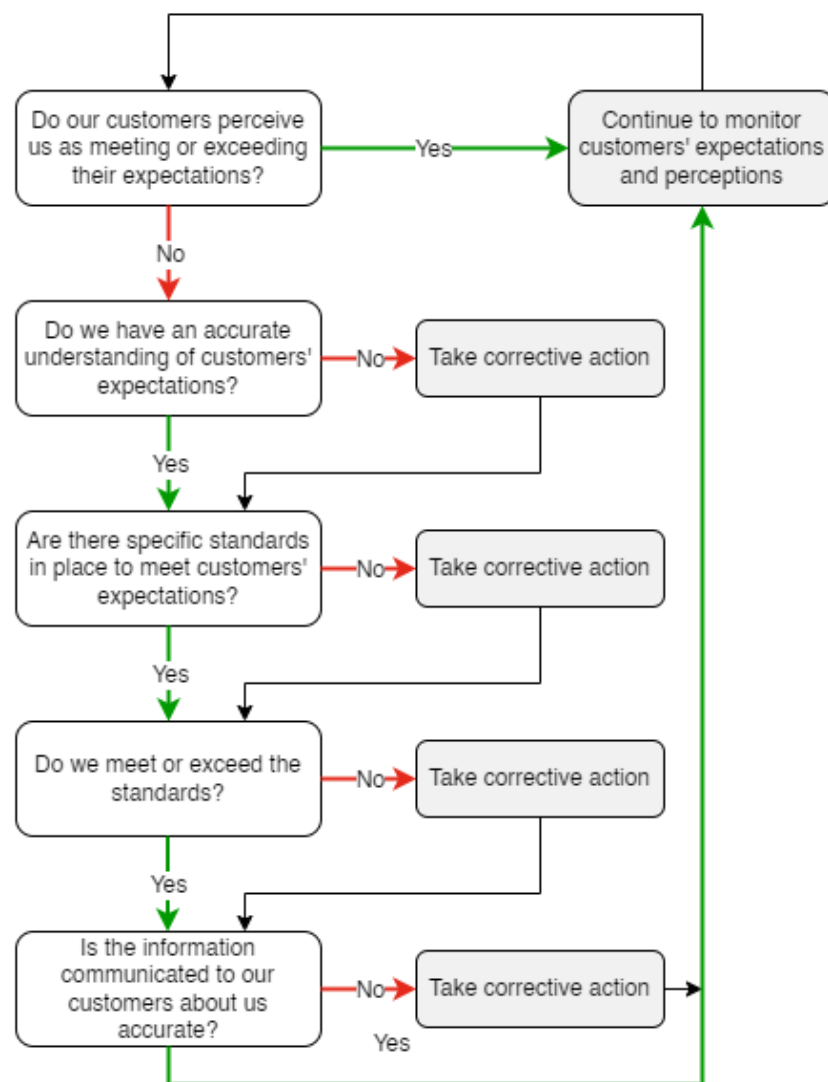 Do our customers perceive
us as meeting or exceeding
their expectations?
Yes
Continue to monitor
customers' expectations
and perceptions
No
Do we have an accurate
understanding of customers'
expectations?
No
Take corrective action
Yes
Are there specific standards
in place to meet customers'
expectations?
No
Take corrective action
Yes
Do we meet or exceed the
standards?
No
Take corrective action
Yes
Is the information
communicated to our
customers about us
accurate?
No
Take corrective action
Yes